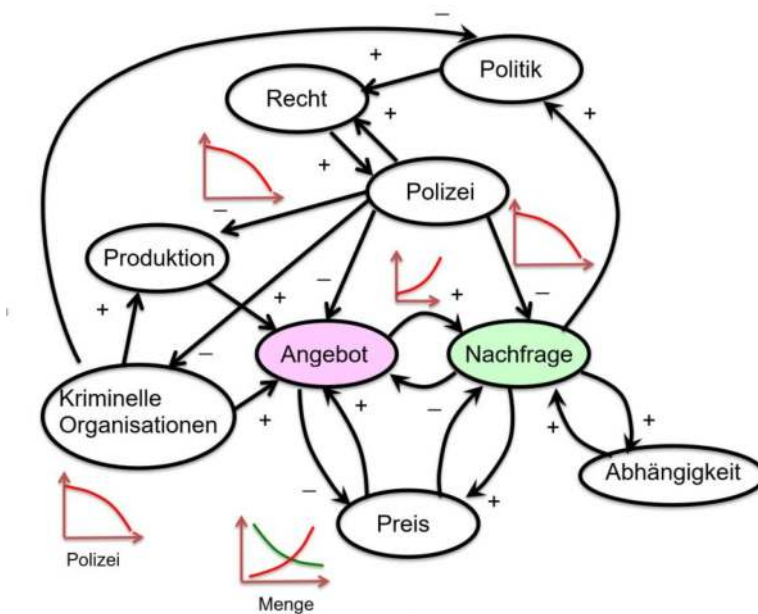 −
Politik
+
Recht
+
+
+
Polizei
−
Produktion
−
+
+
−
+
−
Angebot
Nachfrage
Kriminelle
Organisationen
+
+
−
+
+
Abhängigkeit
−
Preis
+
Polizei
Menge